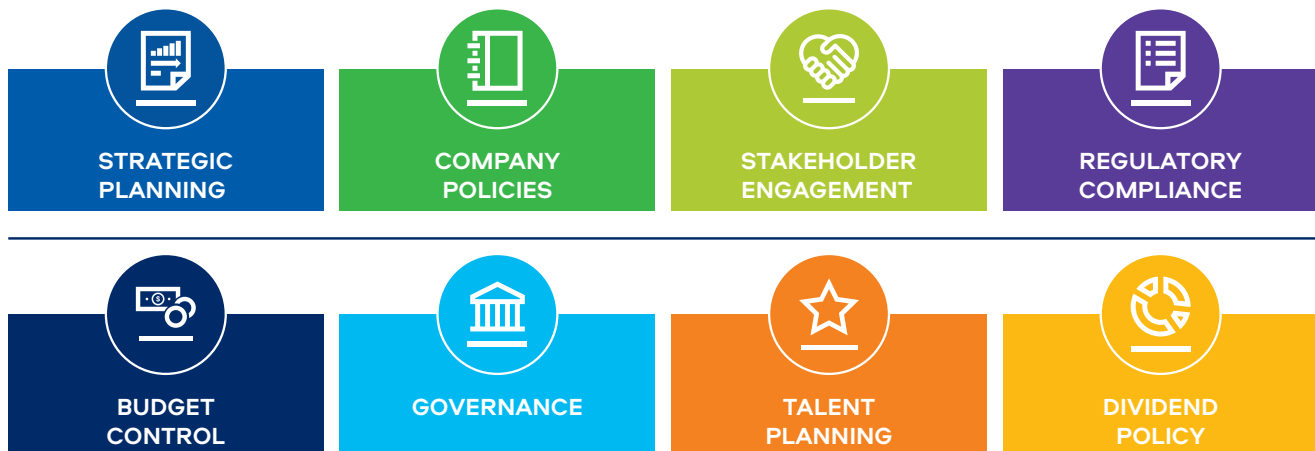 STRATEGIC
PLANNING
COMPANY
POLICIES
STAKEHOLDER
ENGAGEMENT
REGULATORY
COMPLIANCE
$
BUDGET
CONTROL
GOVERNANCE
TALENT
PLANNING
DIVIDEND
POLICY